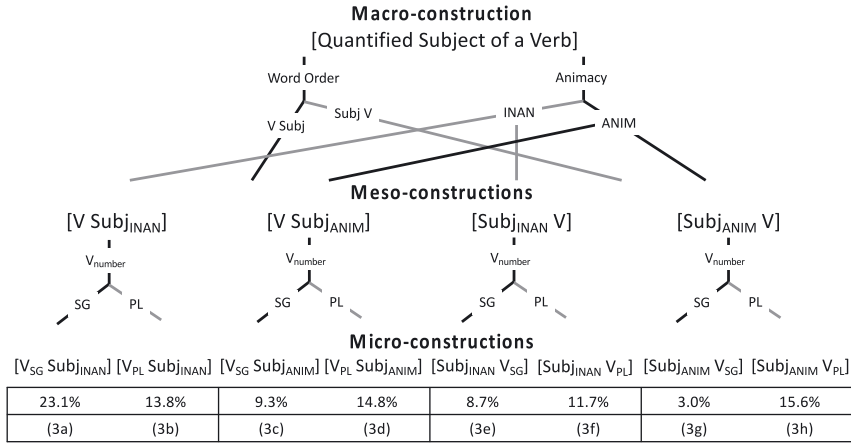 Macro-construction
[Quantified Subject of a Verb]
Word Order Animacy
Subj V INAN
V Subj ANIM
Meso-constructions
[V Subj_INAN] [V Subj_ANIM] [Subj_INAN V] [Subj_ANIM V]
V_number V_number V_number V_number
SG PL SG PL SG PL SG PL
Micro-constructions
[V_SG Subj_INAN] [V_PL Subj_INAN] [V_SG Subj_ANIM] [V_PL Subj_ANIM] [Subj_INAN V_SG] [Subj_INAN V_PL] [Subj_ANIM V_SG] [Subj_ANIM V_PL]
23.1% 13.8% 9.3% 14.8% 8.7% 11.7% 3.0% 15.6%
(3a) (3b) (3c) (3d) (3e) (3f) (3g) (3h)